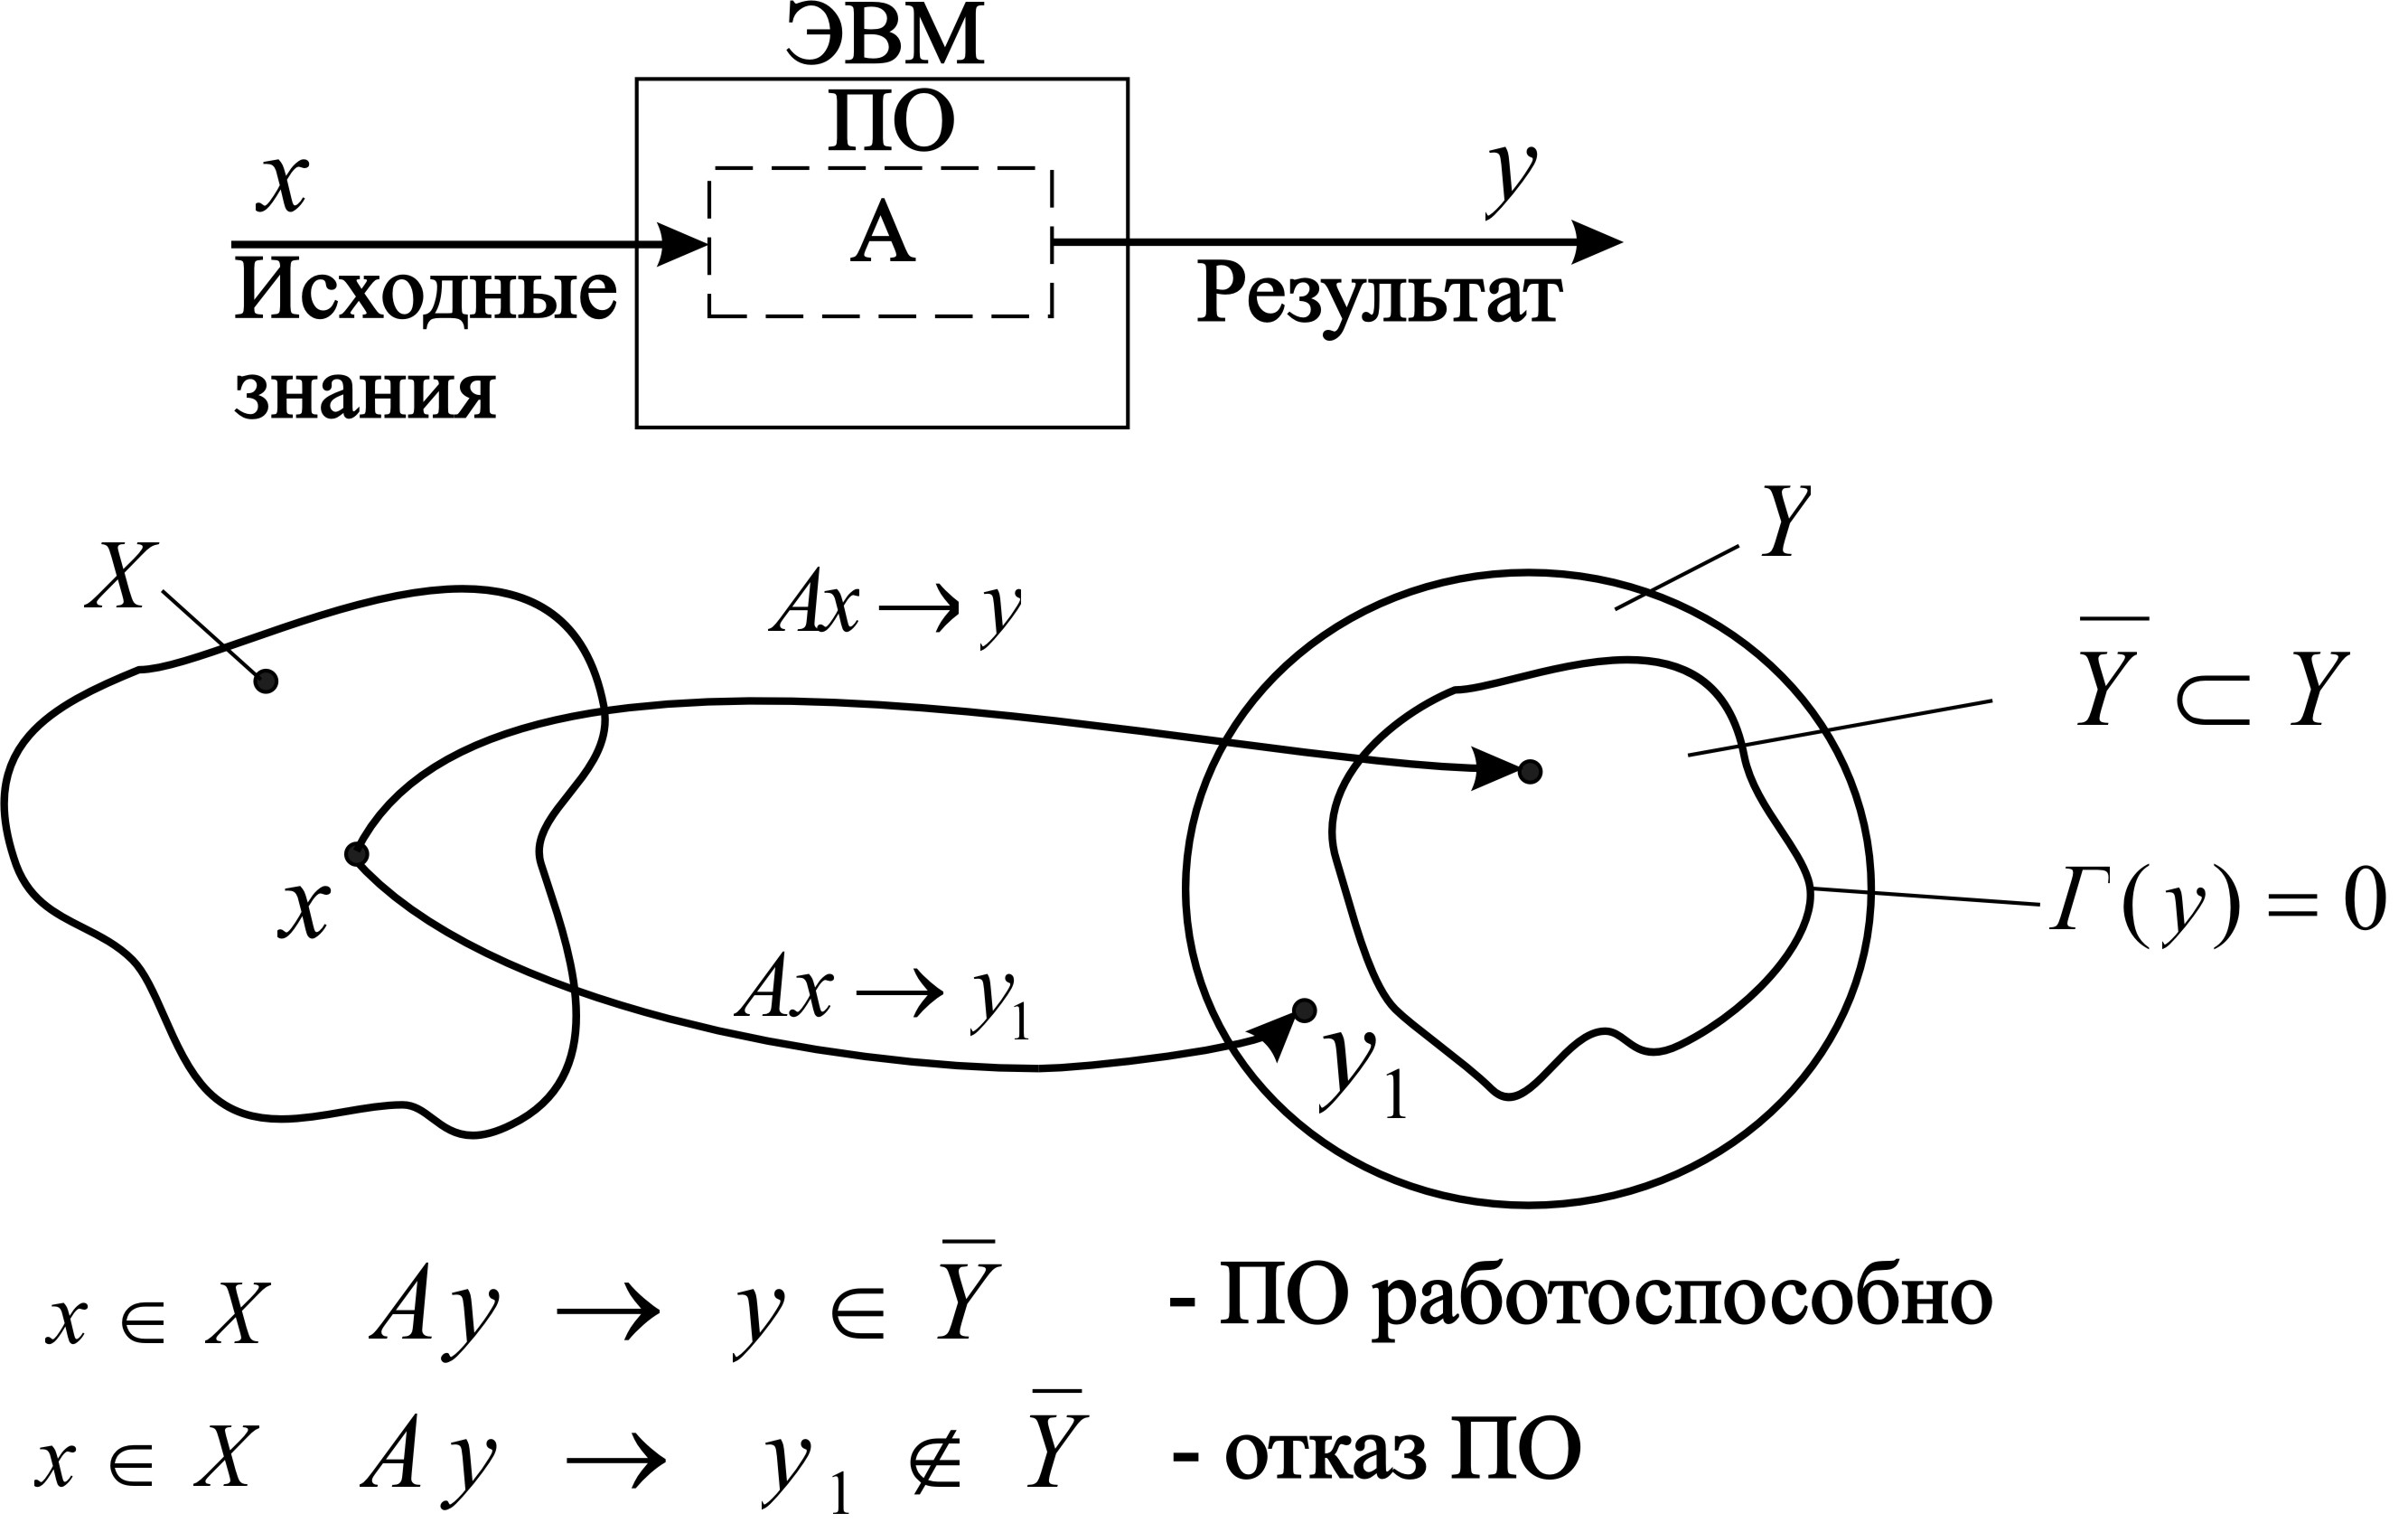 ЭВМ
ПО
x
A
y
Исходные
знания
Результат
X
Ax → y
Y
Y̅ ⊂ Y
x
Г(y) = 0
Ax → y₁
y₁
x ∈ X Ay → y ∈ Y̅ - ПО работоспособно
x ∈ X Ay → y₁ ∉ Y̅ - отказ ПО